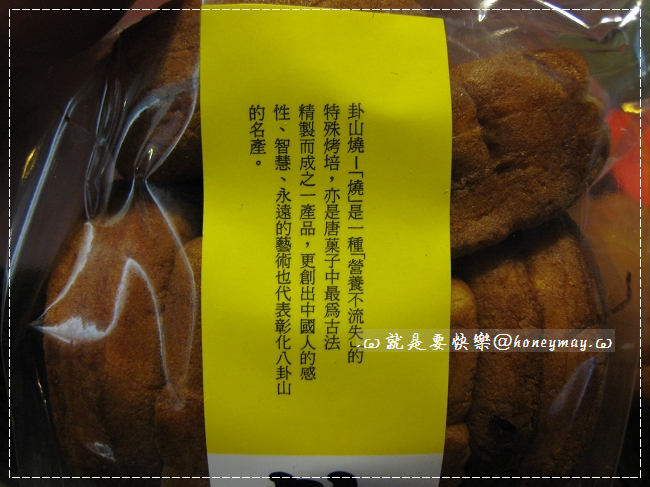 卦山燒—「燒」是一種「營養不流失」的
特殊烤培，亦是唐菓子中最為古法
精製而成之一產品，更創出中國人的感
性、智慧、永遠的藝術也代表彰化八卦山
的名產。
.ω 就是要快樂@honeymay.ω